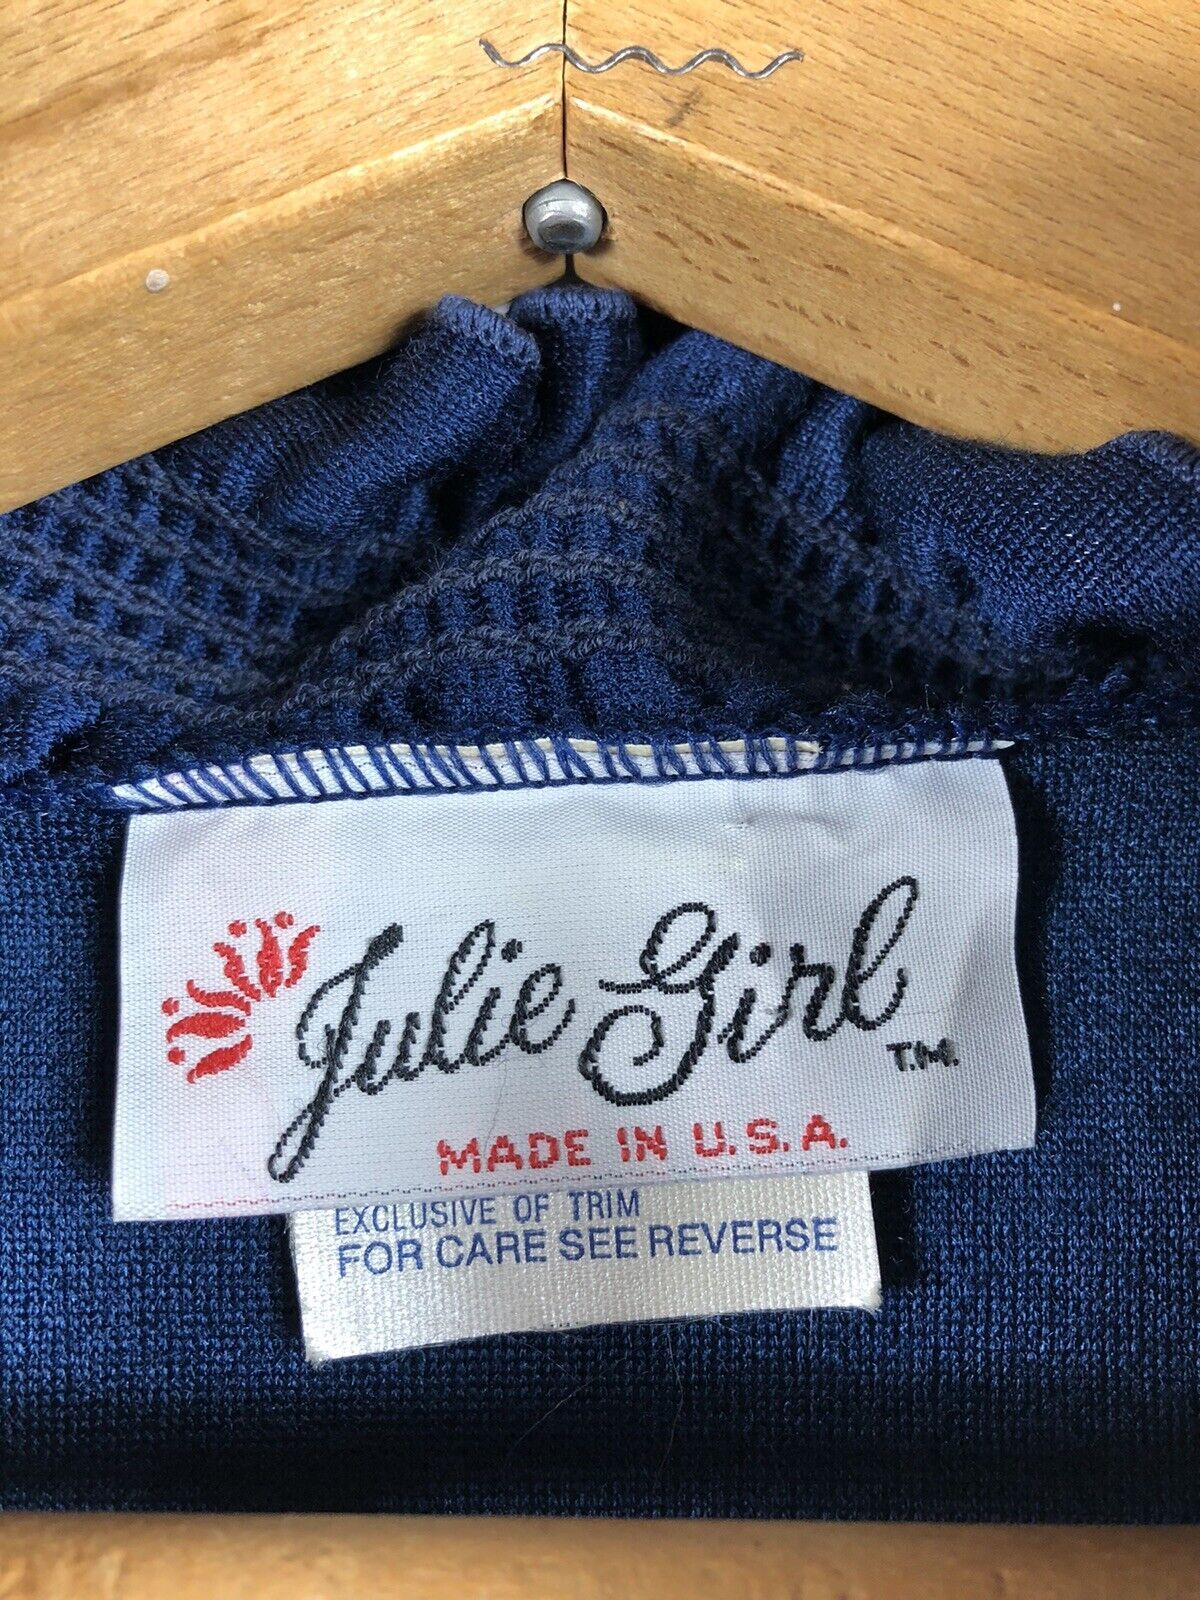 Julie Girl T.M.
MADE IN U.S.A.
EXCLUSIVE OF TRIM
FOR CARE SEE REVERSE